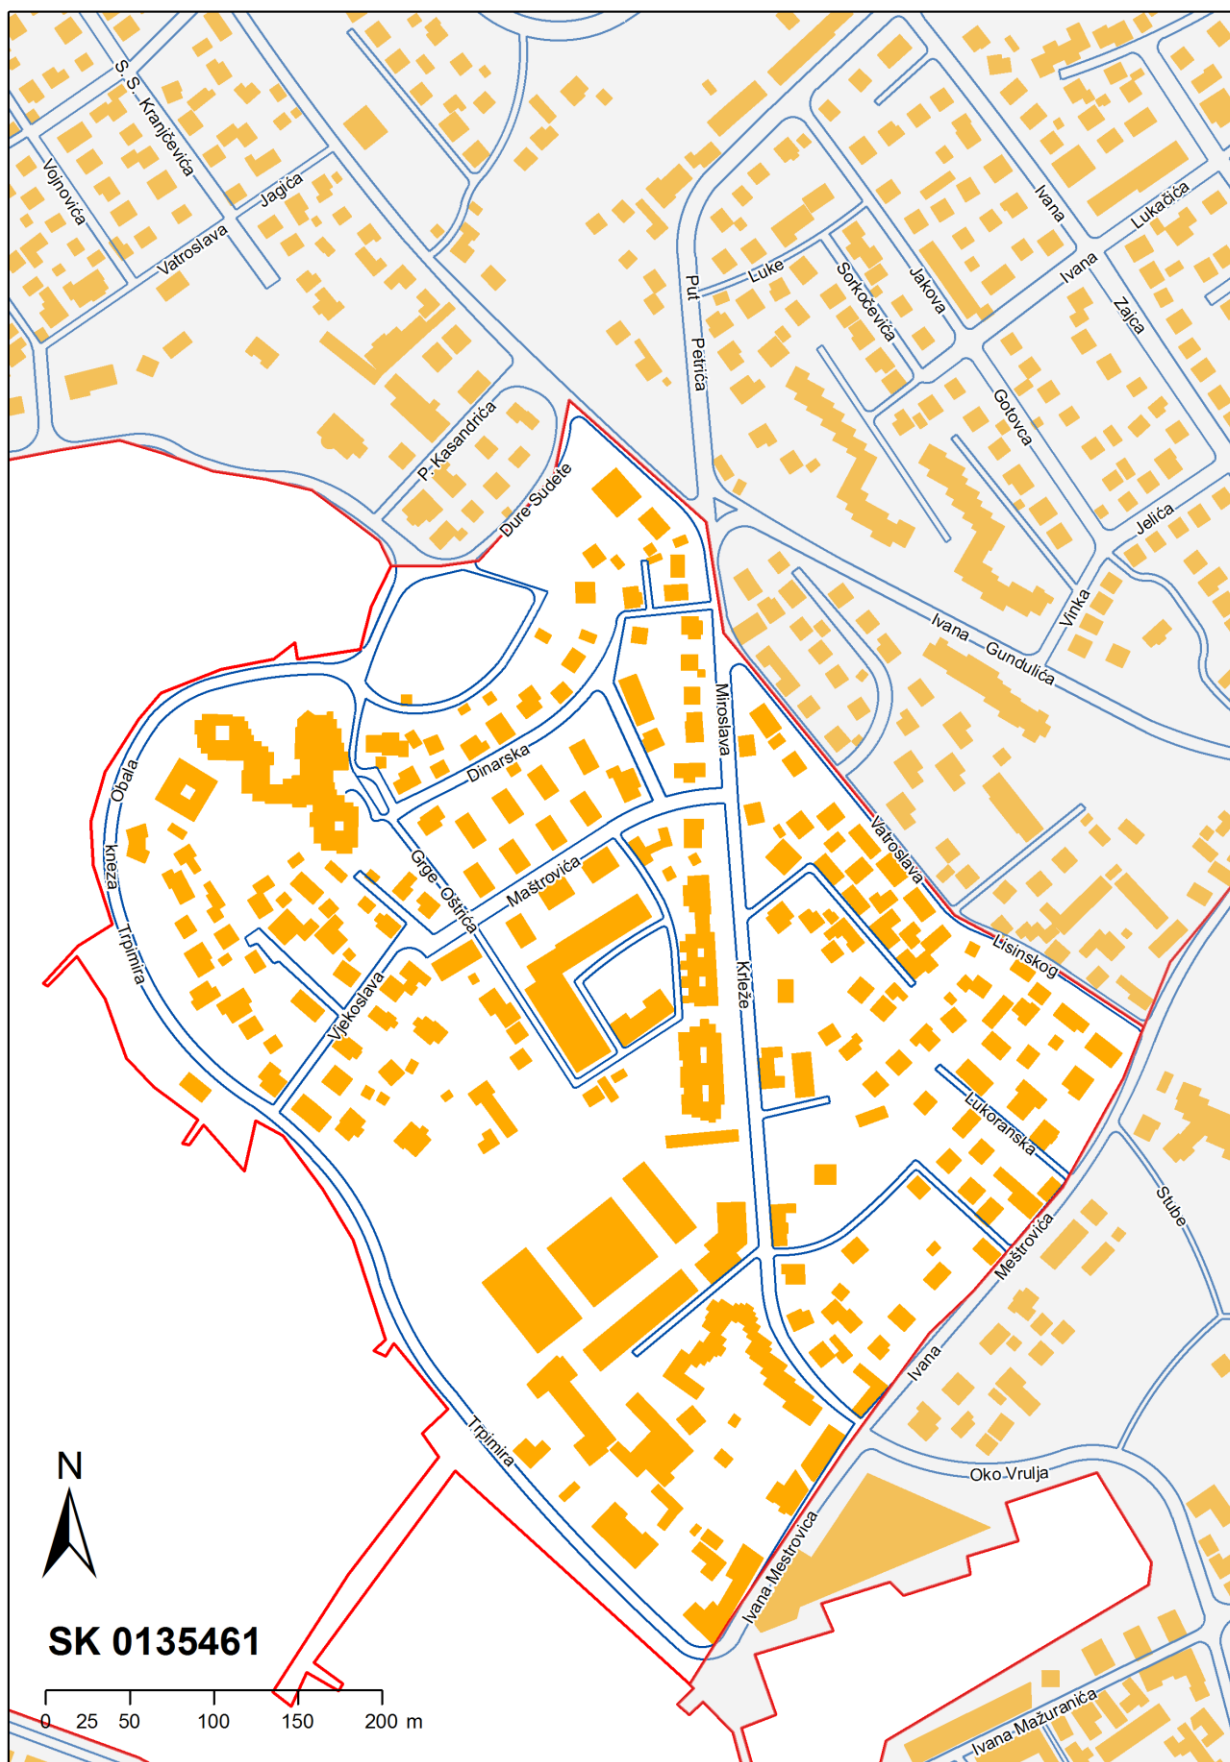 S. S. Kranjčevića
Vojnovića
Jagića
Vatroslava
Ivana
Lukačića
Put
Petrića
Luke
Sorkočevića
Jakova
Ivana
Zajca
P. Kasandrića
Gotovca
Đure Sudete
Jelića
Vinka
Ivana
Gundulića
Miroslava
Obala
kneza
Trpimira
Dinarska
Vatroslava
Lisinskog
Grge Oštrića
Maštrovića
Krleže
Vjekoslava
Lukoranska
Stube
Meštrovića
Ivana
Trpimira
Oko Vrulja
Ivana Mestrovica
N
SK 0135461
0 25 50 100 150 200 m
Ivana Mažuranića